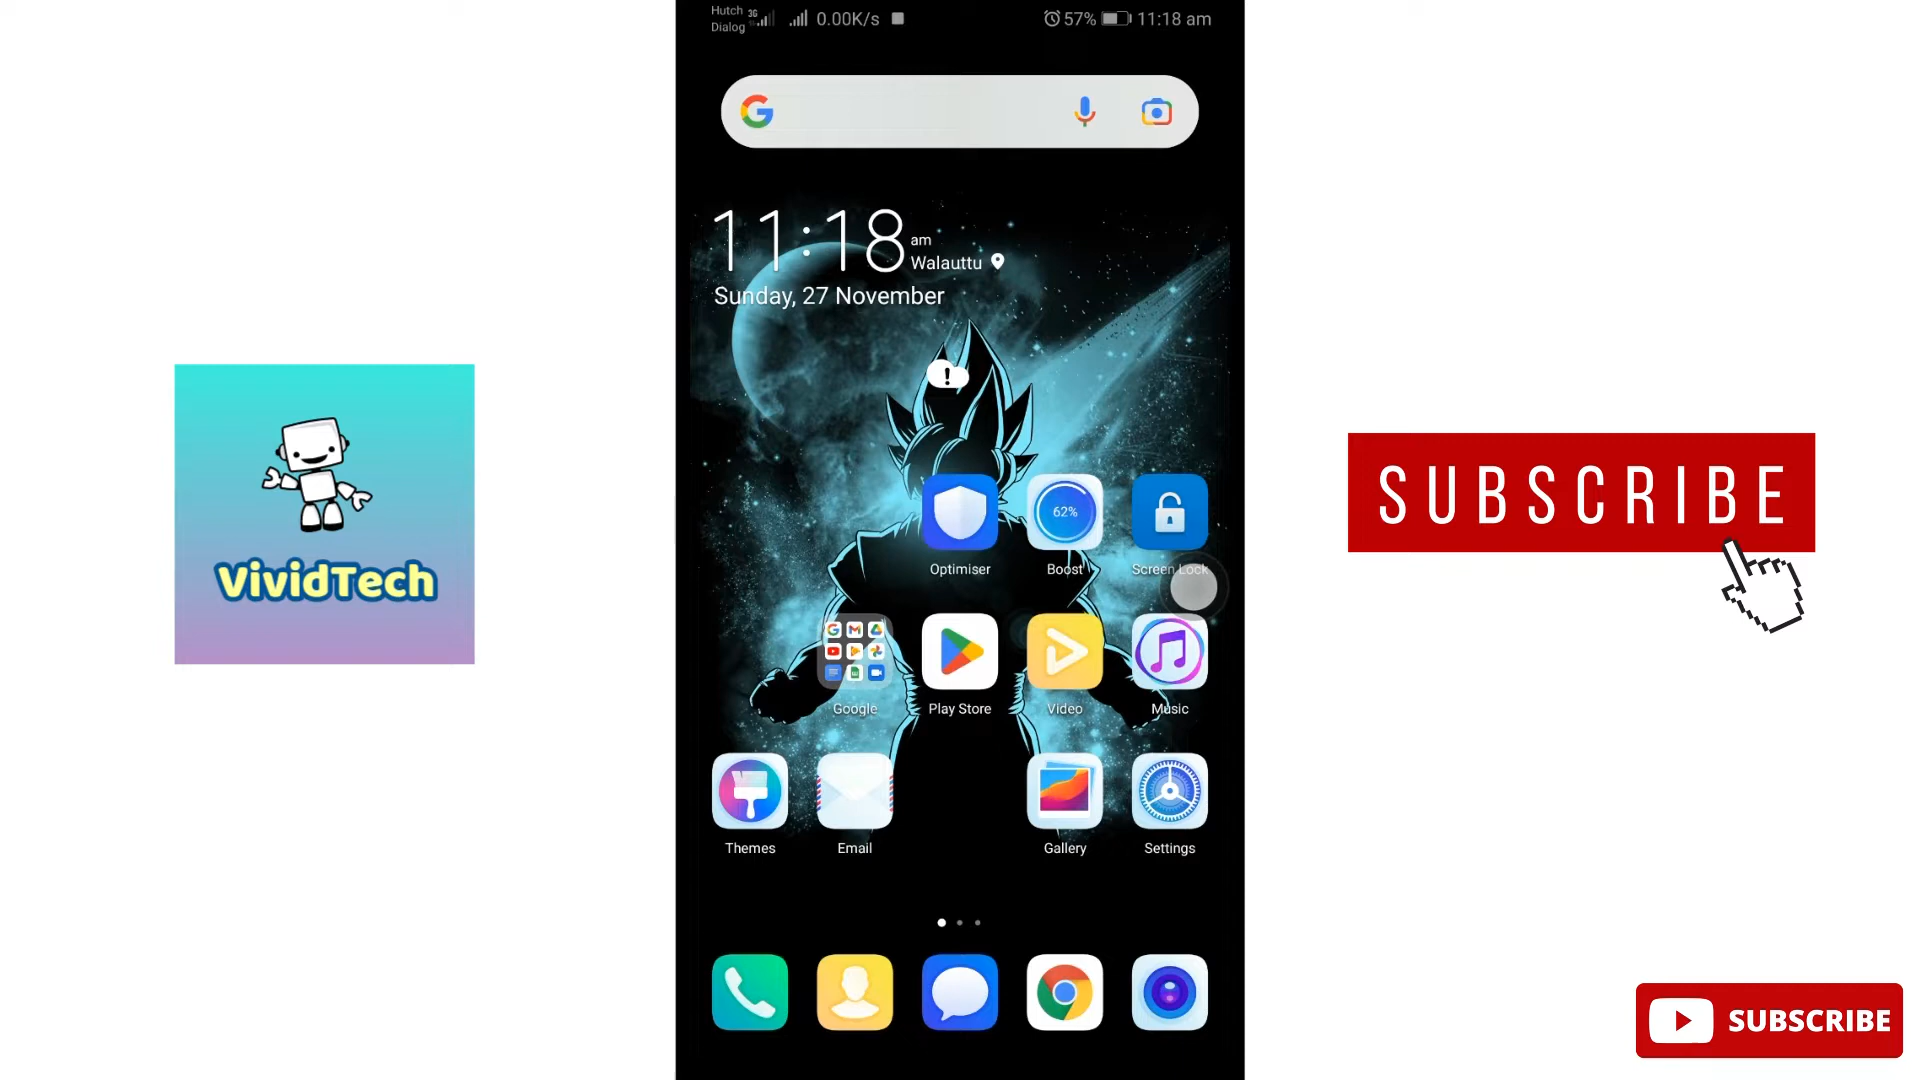 Hutch
Dialog
3G
0.00K/s
57%
11:18 am
11:18 am
Walauttu
Sunday, 27 November
!
62%
Optimiser
Boost
Screen Lock
Google
Play Store
Video
Music
Themes
Email
Gallery
Settings
VividTech
SUBSCRIBE
SUBSCRIBE